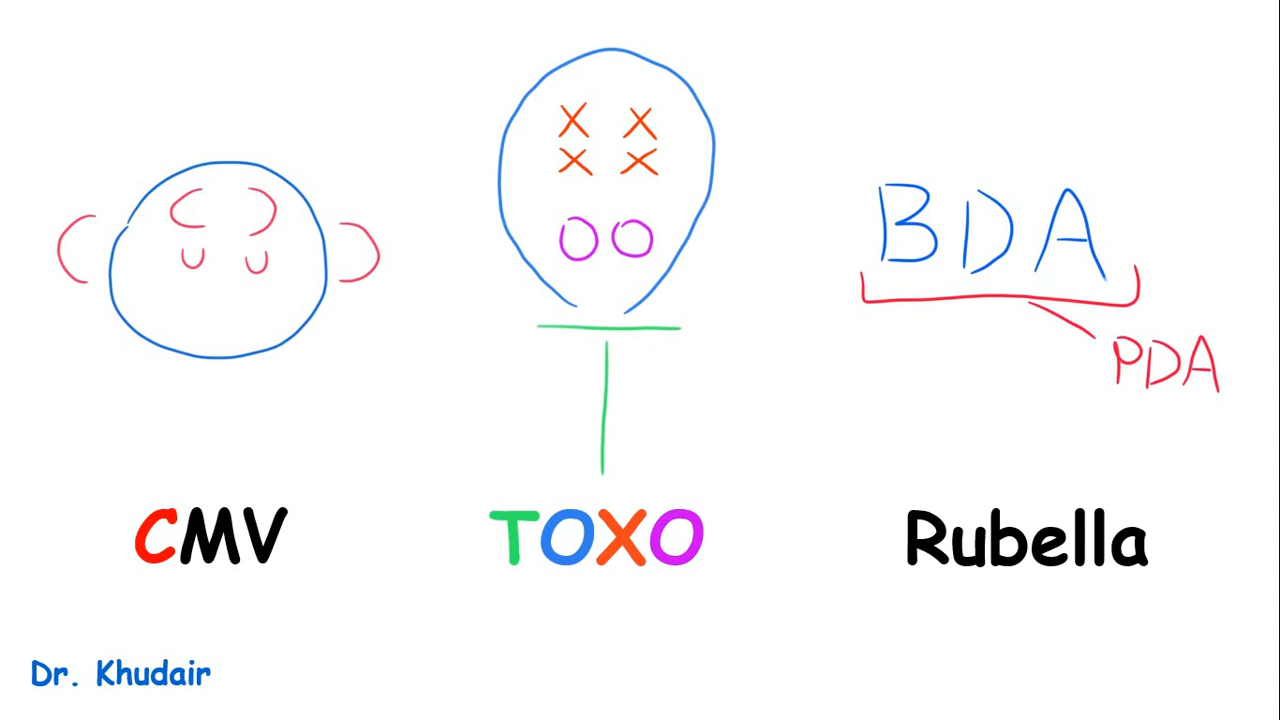 X X
X X
O O
T
BDA
PDA
CMV
TOXO
Rubella
Dr. Khudair